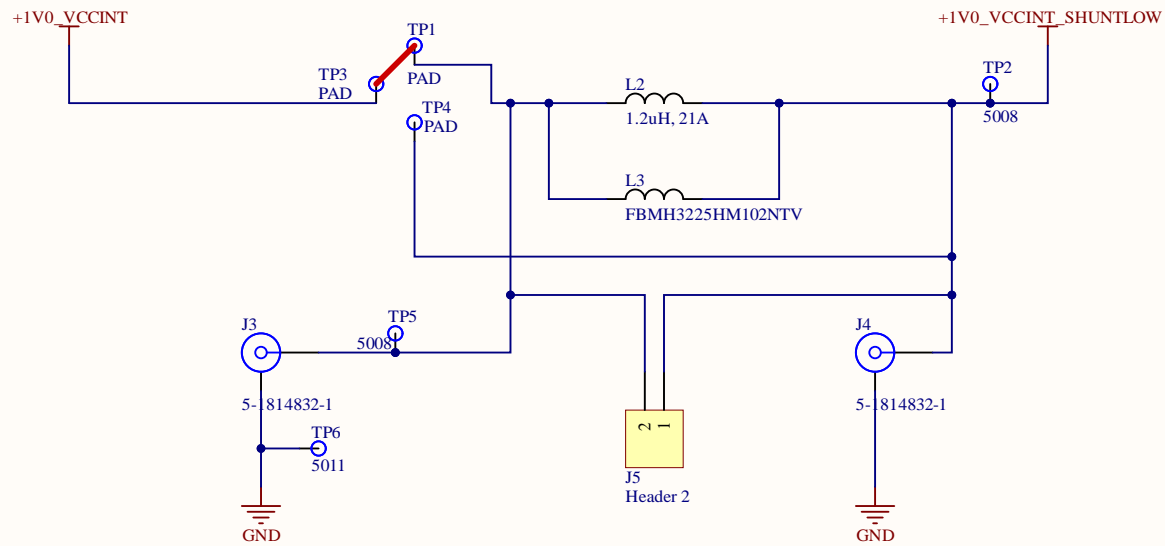 +1V0_VCCINT
+1V0_VCCINT_SHUNTLOW
TP1
PAD
TP3
PAD
TP4
PAD
L2
1.2uH, 21A
TP2
5008
L3
FBMH3225HM102NTV
J3
TP5
5008
5-1814832-1
TP6
5011
GND
2
1
J5
Header 2
J4
5-1814832-1
GND